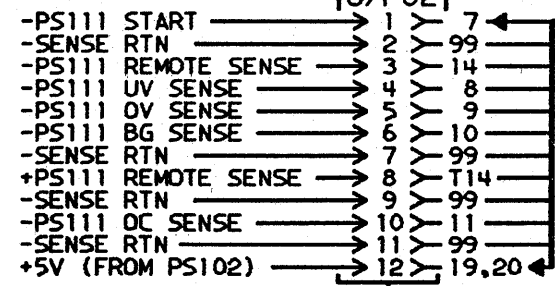 -PS111 START 1 7
-SENSE RTN 2 99
-PS111 REMOTE SENSE 3 14
-PS111 UV SENSE 4 8
-PS111 OV SENSE 5 9
-PS111 BG SENSE 6 10
-SENSE RTN 7 99
+PS111 REMOTE SENSE 8 T14
-SENSE RTN 9 99
-PS111 OC SENSE 10 11
-SENSE RTN 11 99
+5V (FROM PS102) 12 19,20